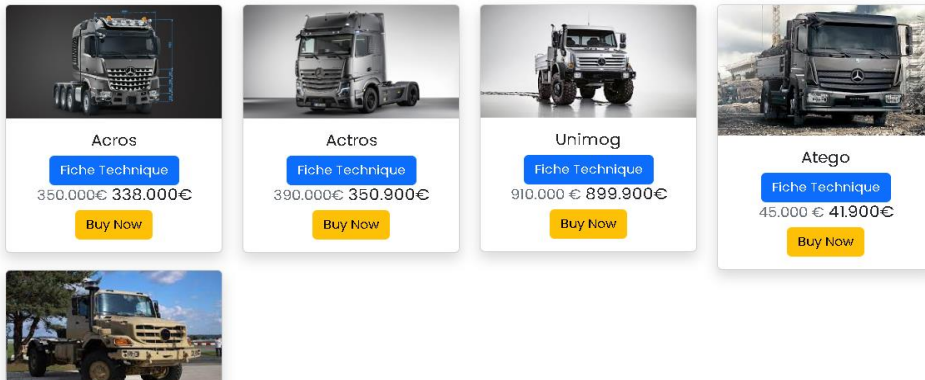 Acros
Fiche Technique
350.000€ 338.000€
Buy Now
Actros
Fiche Technique
390.000€ 350.900€
Buy Now
Unimog
Fiche Technique
910.000 € 899.900€
Buy Now
Atego
Fiche Technique
45.000 € 41.900€
Buy Now